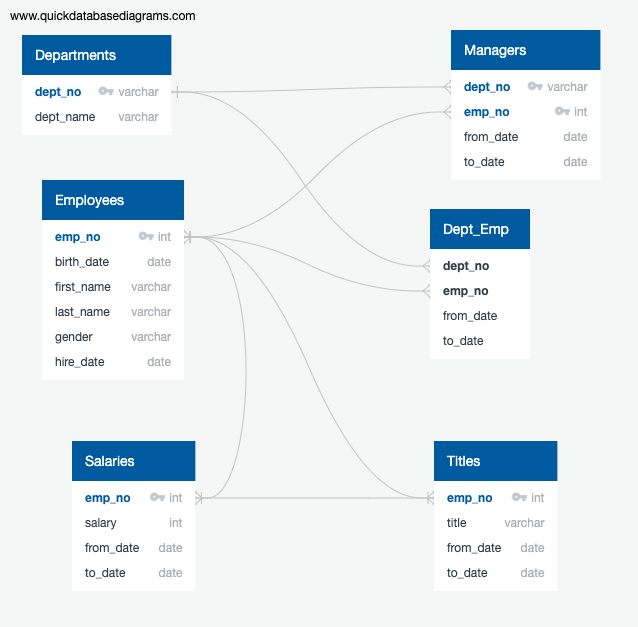 www.quickdatabasediagrams.com
Departments
dept_no varchar
dept_name varchar
Managers
dept_no varchar
emp_no int
from_date date
to_date date
Employees
emp_no int
birth_date date
first_name varchar
last_name varchar
gender varchar
hire_date date
Dept_Emp
dept_no
emp_no
from_date
to_date
Salaries
emp_no int
salary int
from_date date
to_date date
Titles
emp_no int
title varchar
from_date date
to_date date